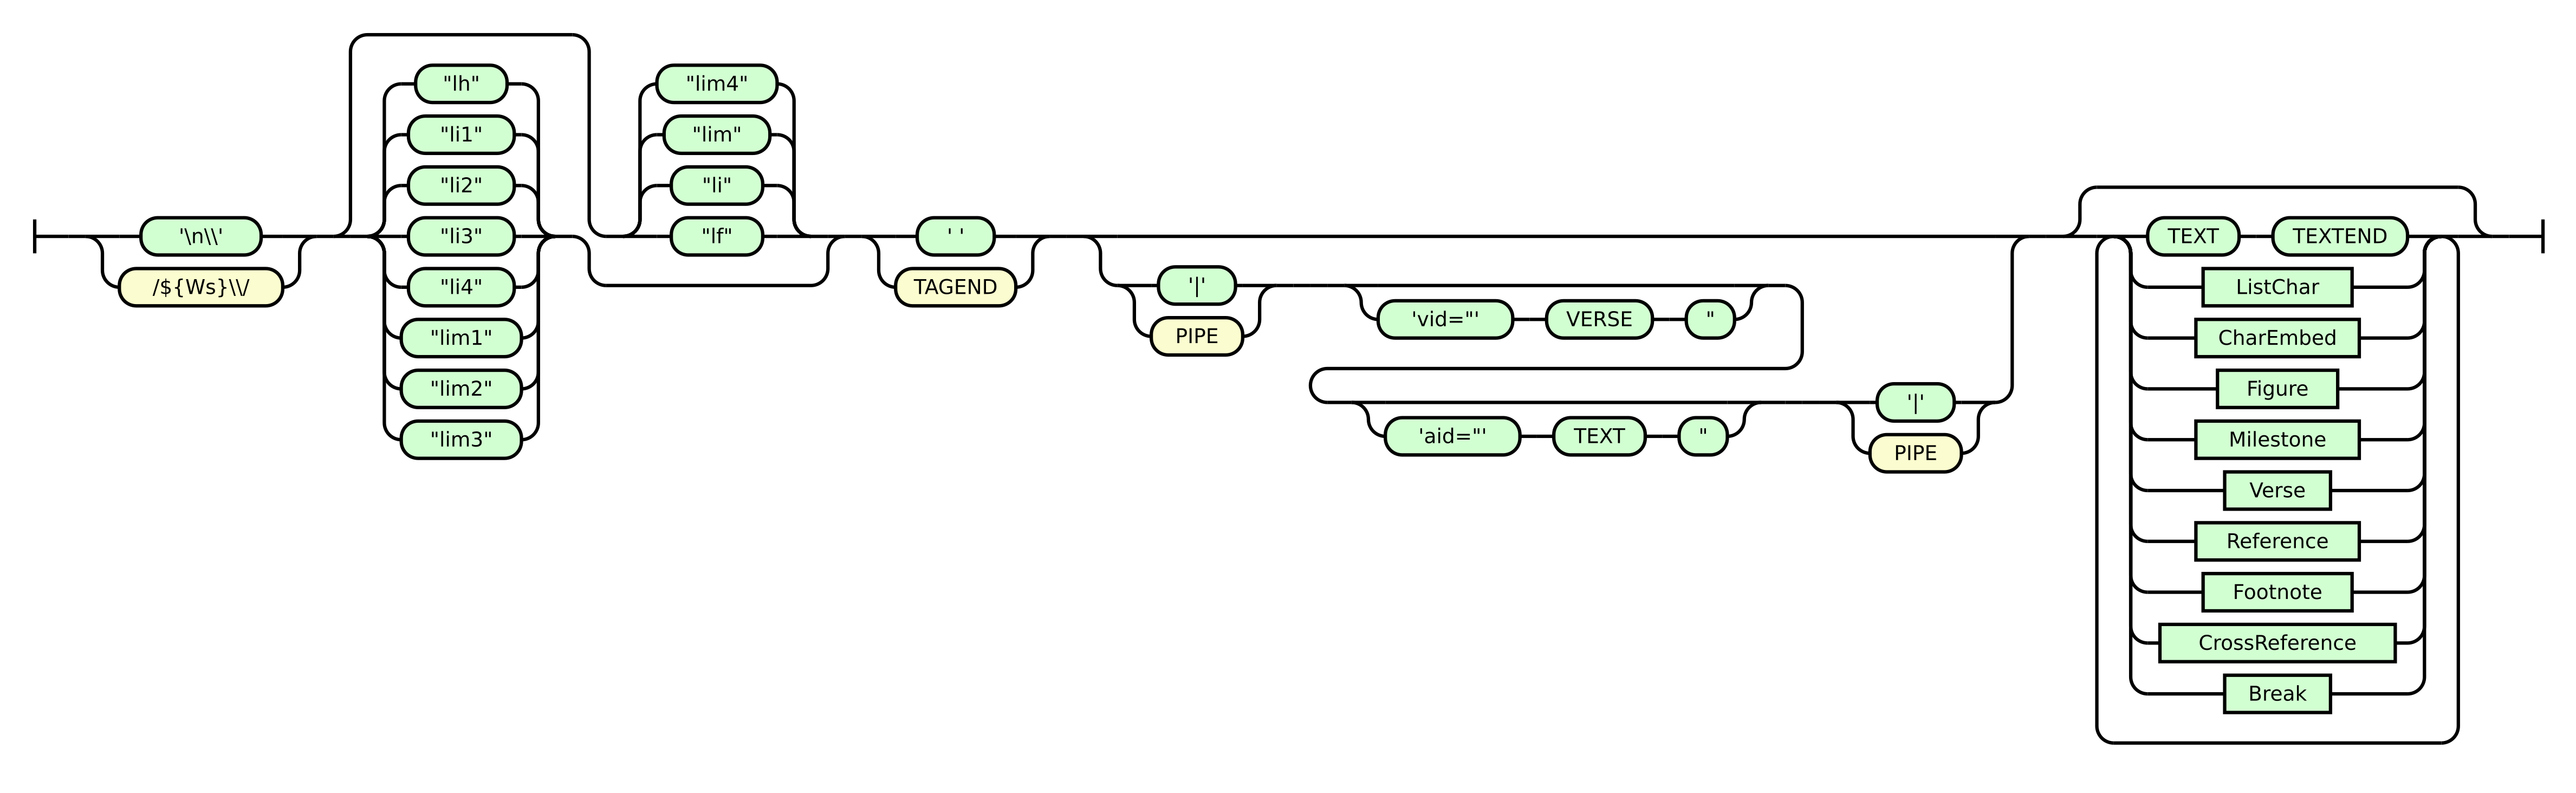 '\n\\'
/${Ws}\\/
"lh"
"li1"
"li2"
"li3"
"li4"
"lim1"
"lim2"
"lim3"
"lim4"
"lim"
"li"
"lf"
' '
TAGEND
'|'
PIPE
'vid="'
VERSE
"
'aid="'
TEXT
"
'|'
PIPE
TEXT
TEXTEND
ListChar
CharEmbed
Figure
Milestone
Verse
Reference
Footnote
CrossReference
Break